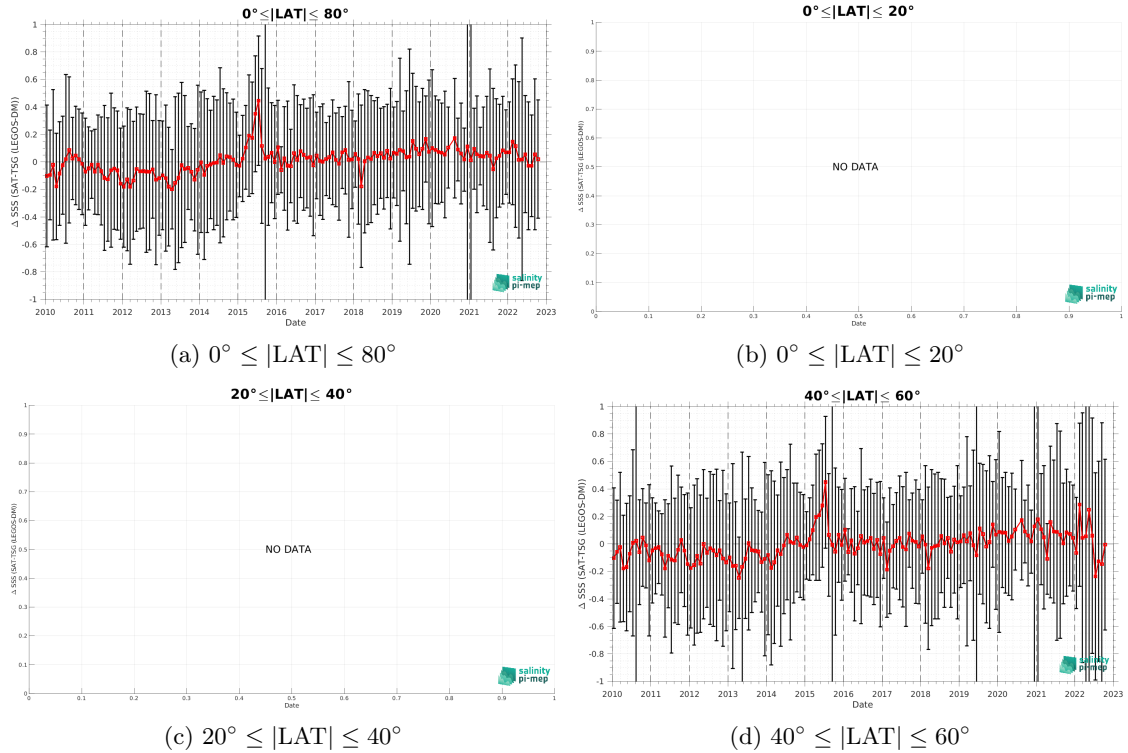 0°≤|LAT|≤ 80°
1
0.8
0.6
0.4
0.2
0
-0.2
-0.4
-0.6
-0.8
-1
Δ SSS (SAT-TSG (LEGOS-DM))
2010 2011 2012 2013 2014 2015 2016 2017 2018 2019 2020 2021 2022 2023
Date
salinity
pi-mep
(a) 0° ≤ |LAT| ≤ 80°
0°≤|LAT|≤ 20°
1
0.9
0.8
0.7
0.6
0.5
0.4
0.3
0.2
0.1
0
Δ SSS (SAT-TSG (LEGOS-DM))
NO DATA
0 0.1 0.2 0.3 0.4 0.5 0.6 0.7 0.8 0.9 1
Date
salinity
pi-mep
(b) 0° ≤ |LAT| ≤ 20°
20°≤|LAT|≤ 40°
1
0.9
0.8
0.7
0.6
0.5
0.4
0.3
0.2
0.1
0
Δ SSS (SAT-TSG (LEGOS-DM))
NO DATA
0 0.1 0.2 0.3 0.4 0.5 0.6 0.7 0.8 0.9 1
Date
salinity
pi-mep
(c) 20° ≤ |LAT| ≤ 40°
40°≤|LAT|≤ 60°
1
0.8
0.6
0.4
0.2
0
-0.2
-0.4
-0.6
-0.8
-1
Δ SSS (SAT-TSG (LEGOS-DM))
2010 2011 2012 2013 2014 2015 2016 2017 2018 2019 2020 2021 2022 2023
Date
salinity
pi-mep
(d) 40° ≤ |LAT| ≤ 60°